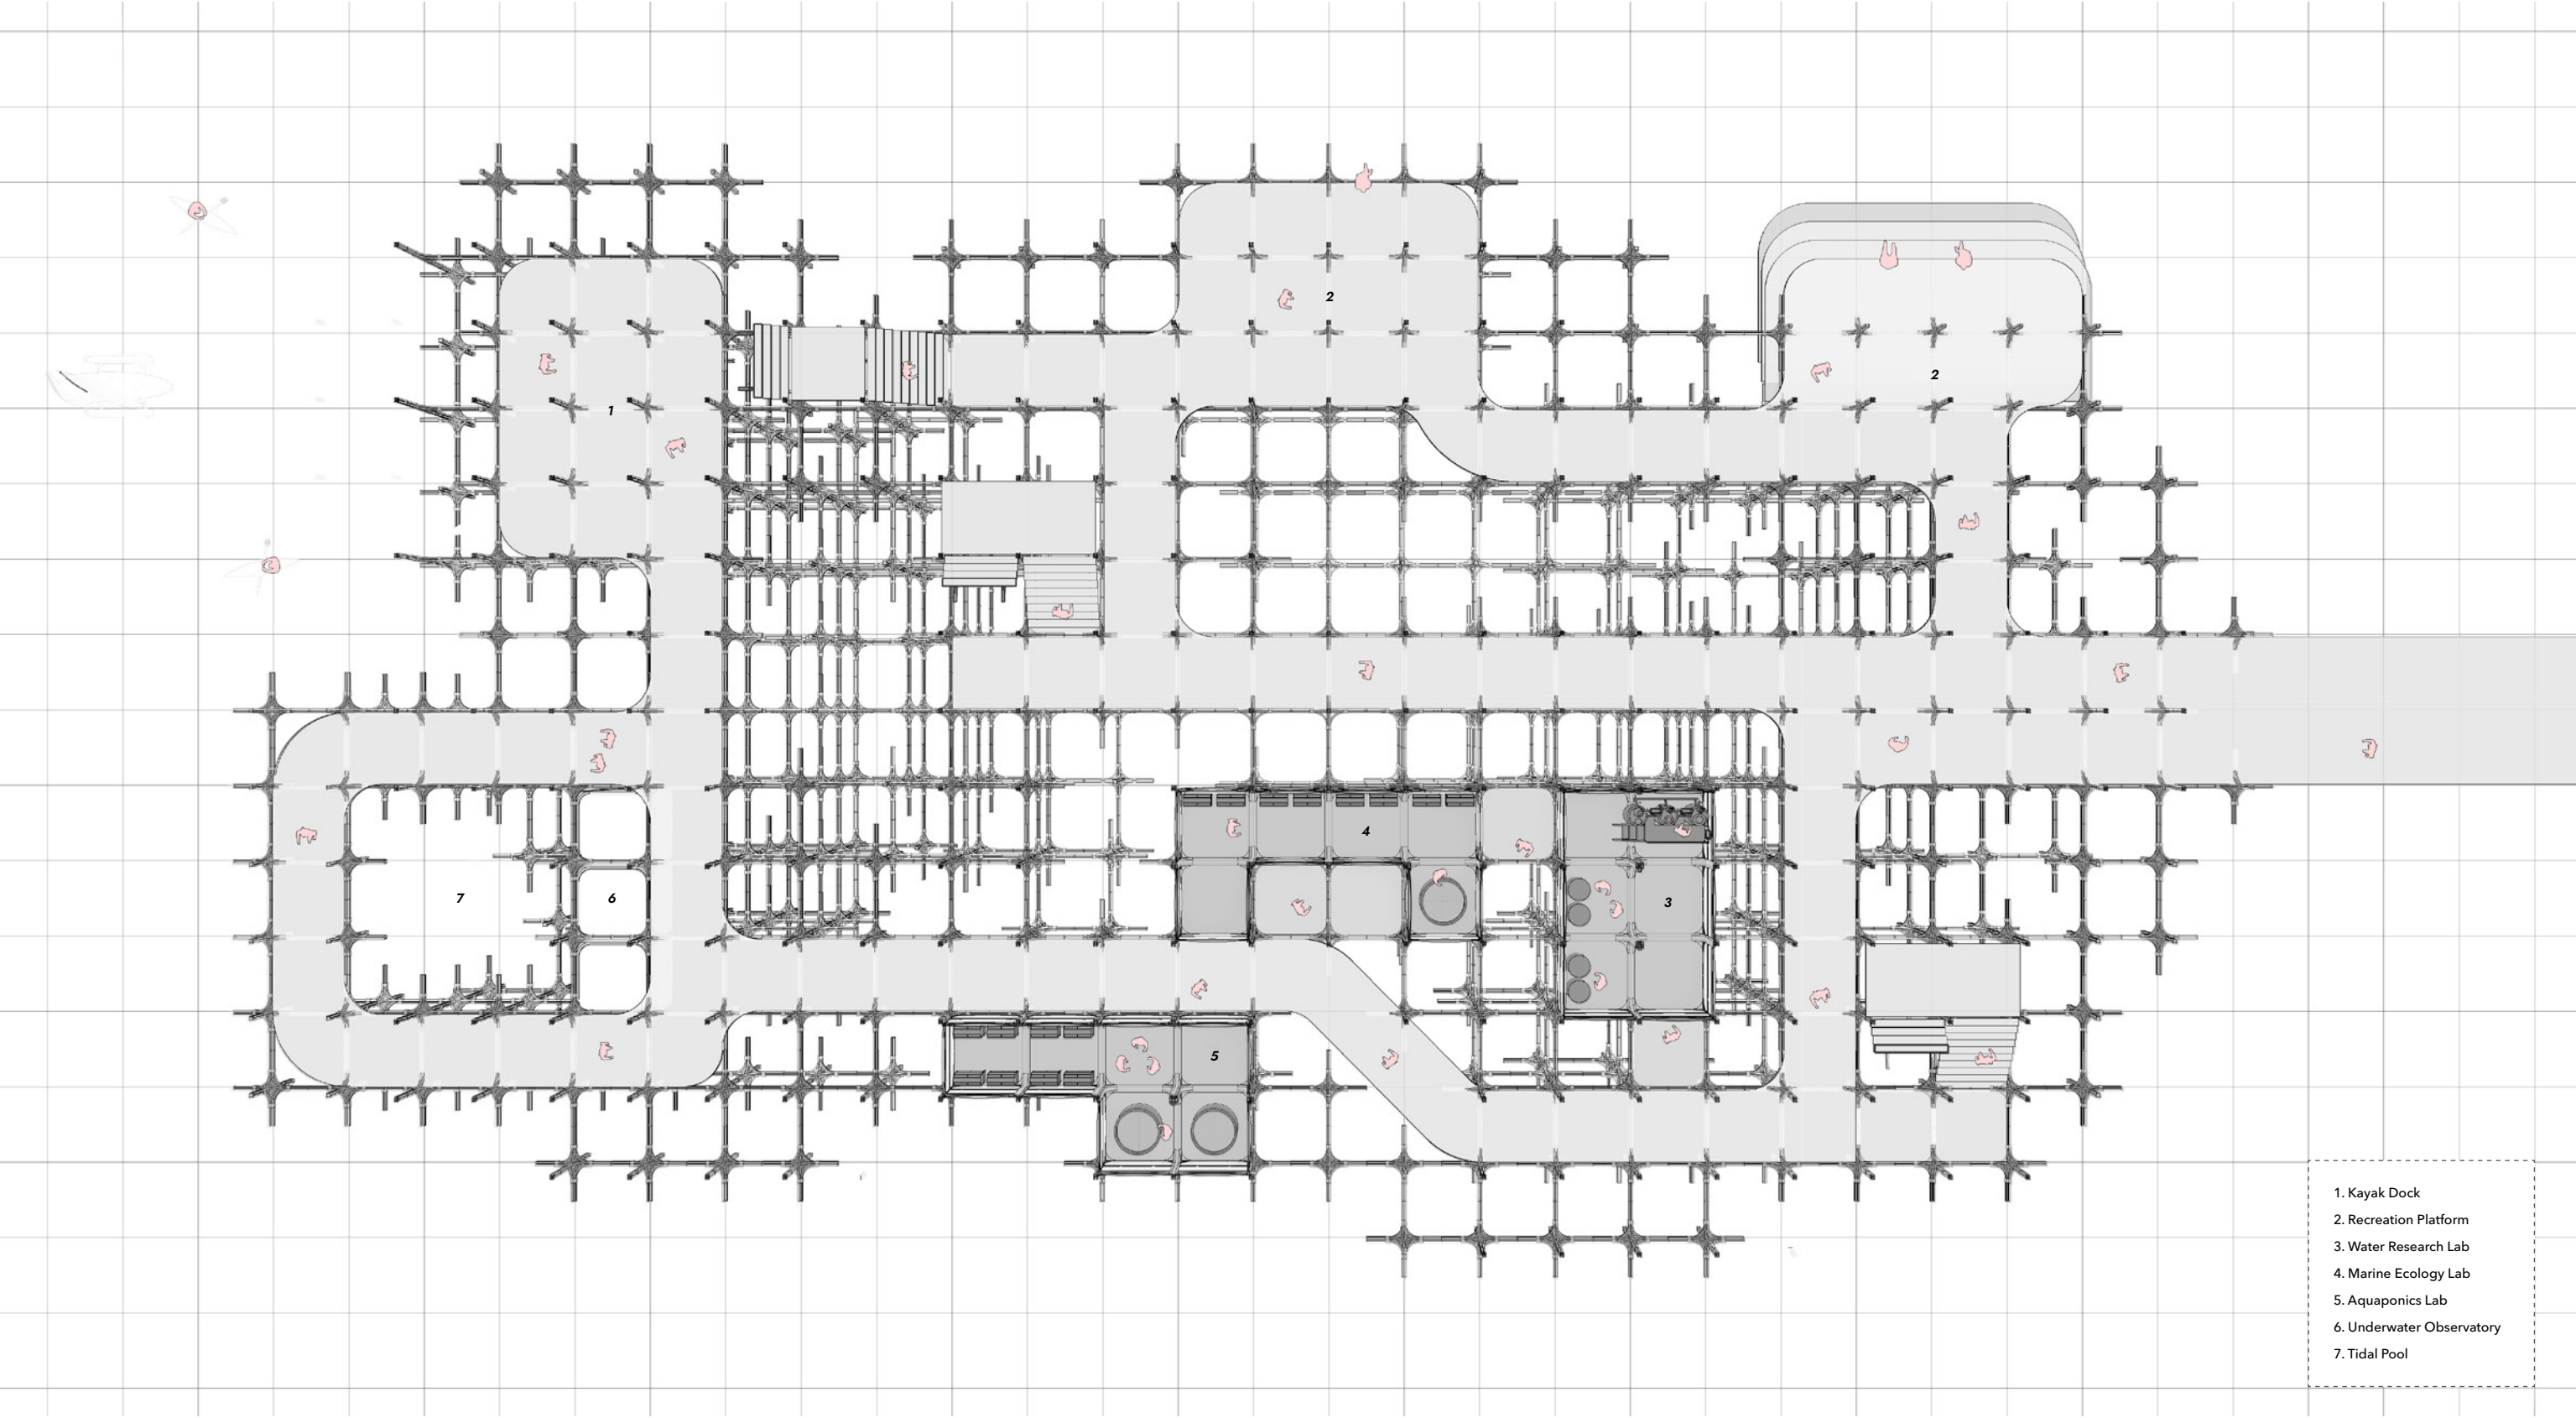 2
2
1
4
7
6
3
5
1. Kayak Dock
2. Recreation Platform
3. Water Research Lab
4. Marine Ecology Lab
5. Aquaponics Lab
6. Underwater Observatory
7. Tidal Pool